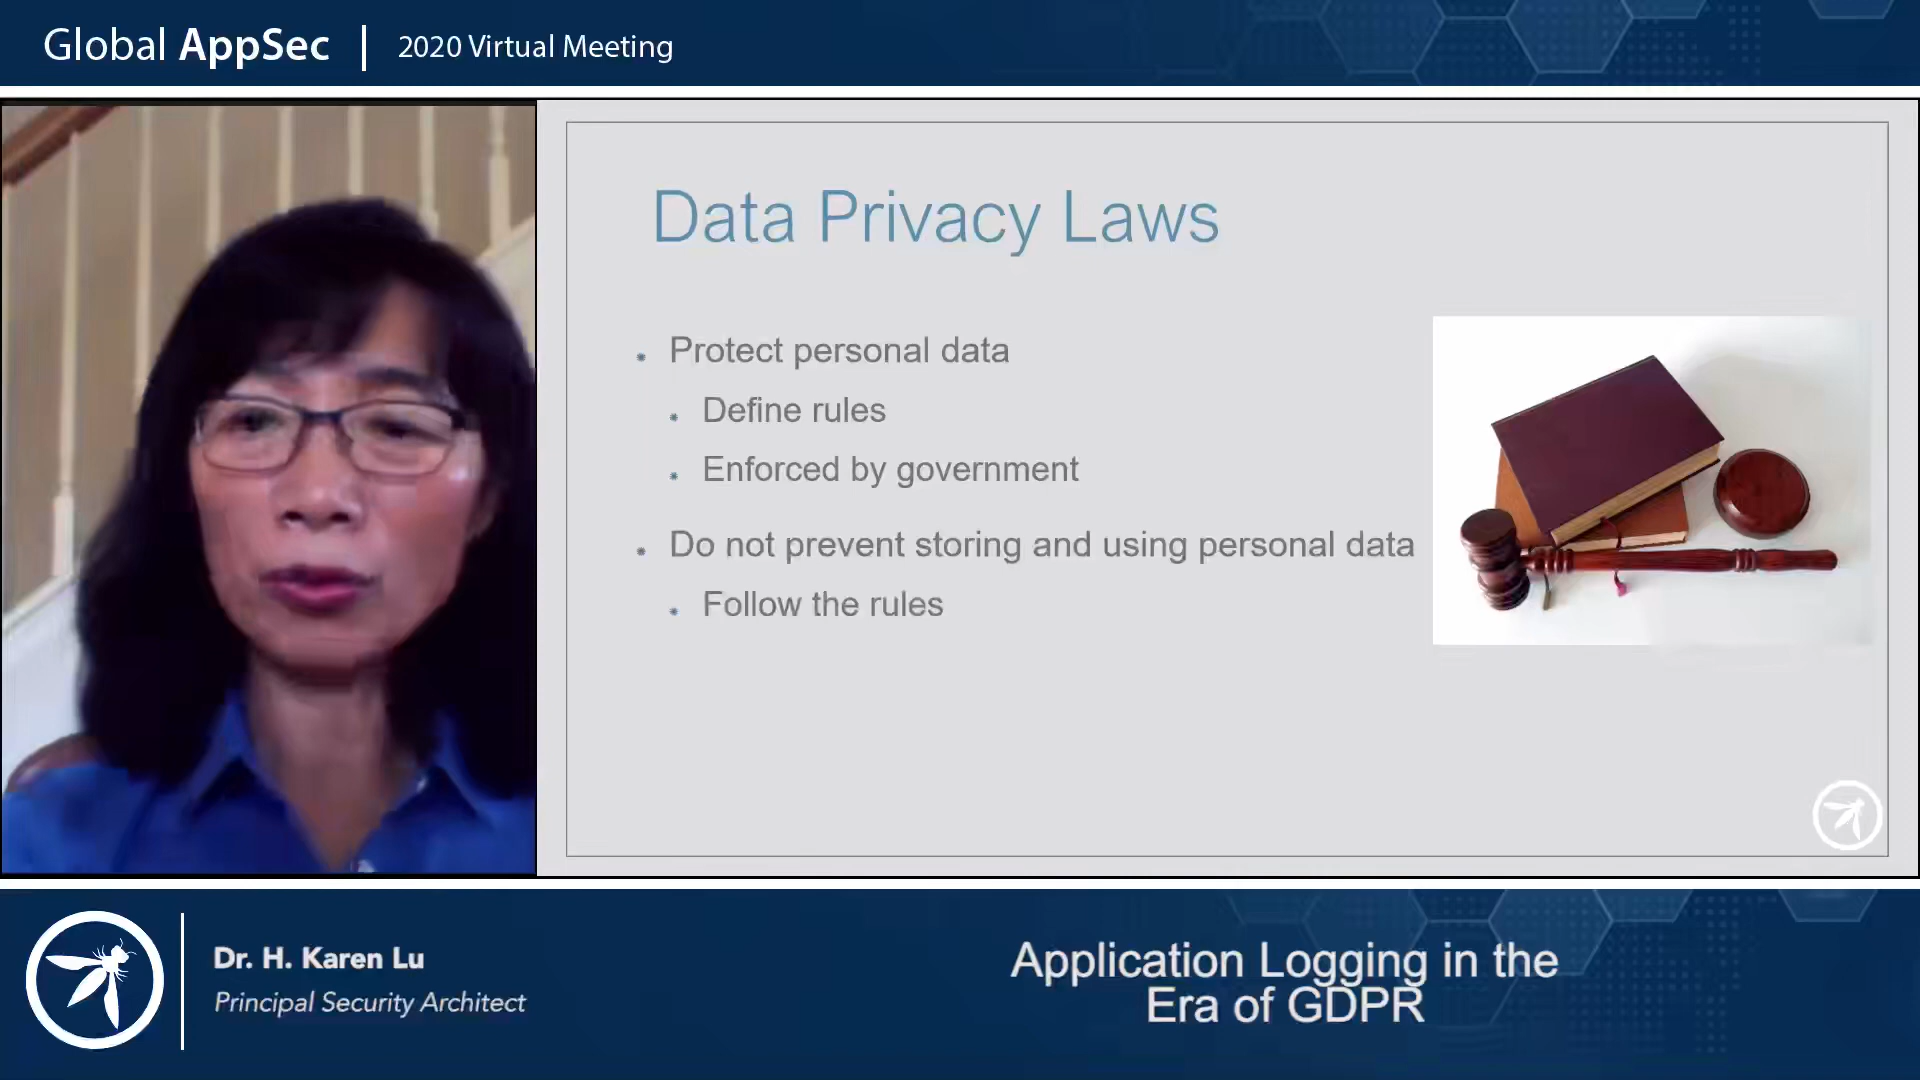 Global AppSec | 2020 Virtual Meeting
Data Privacy Laws
Protect personal data
Define rules
Enforced by government
Do not prevent storing and using personal data
Follow the rules
Dr. H. Karen Lu
Principal Security Architect
Application Logging in the
Era of GDPR